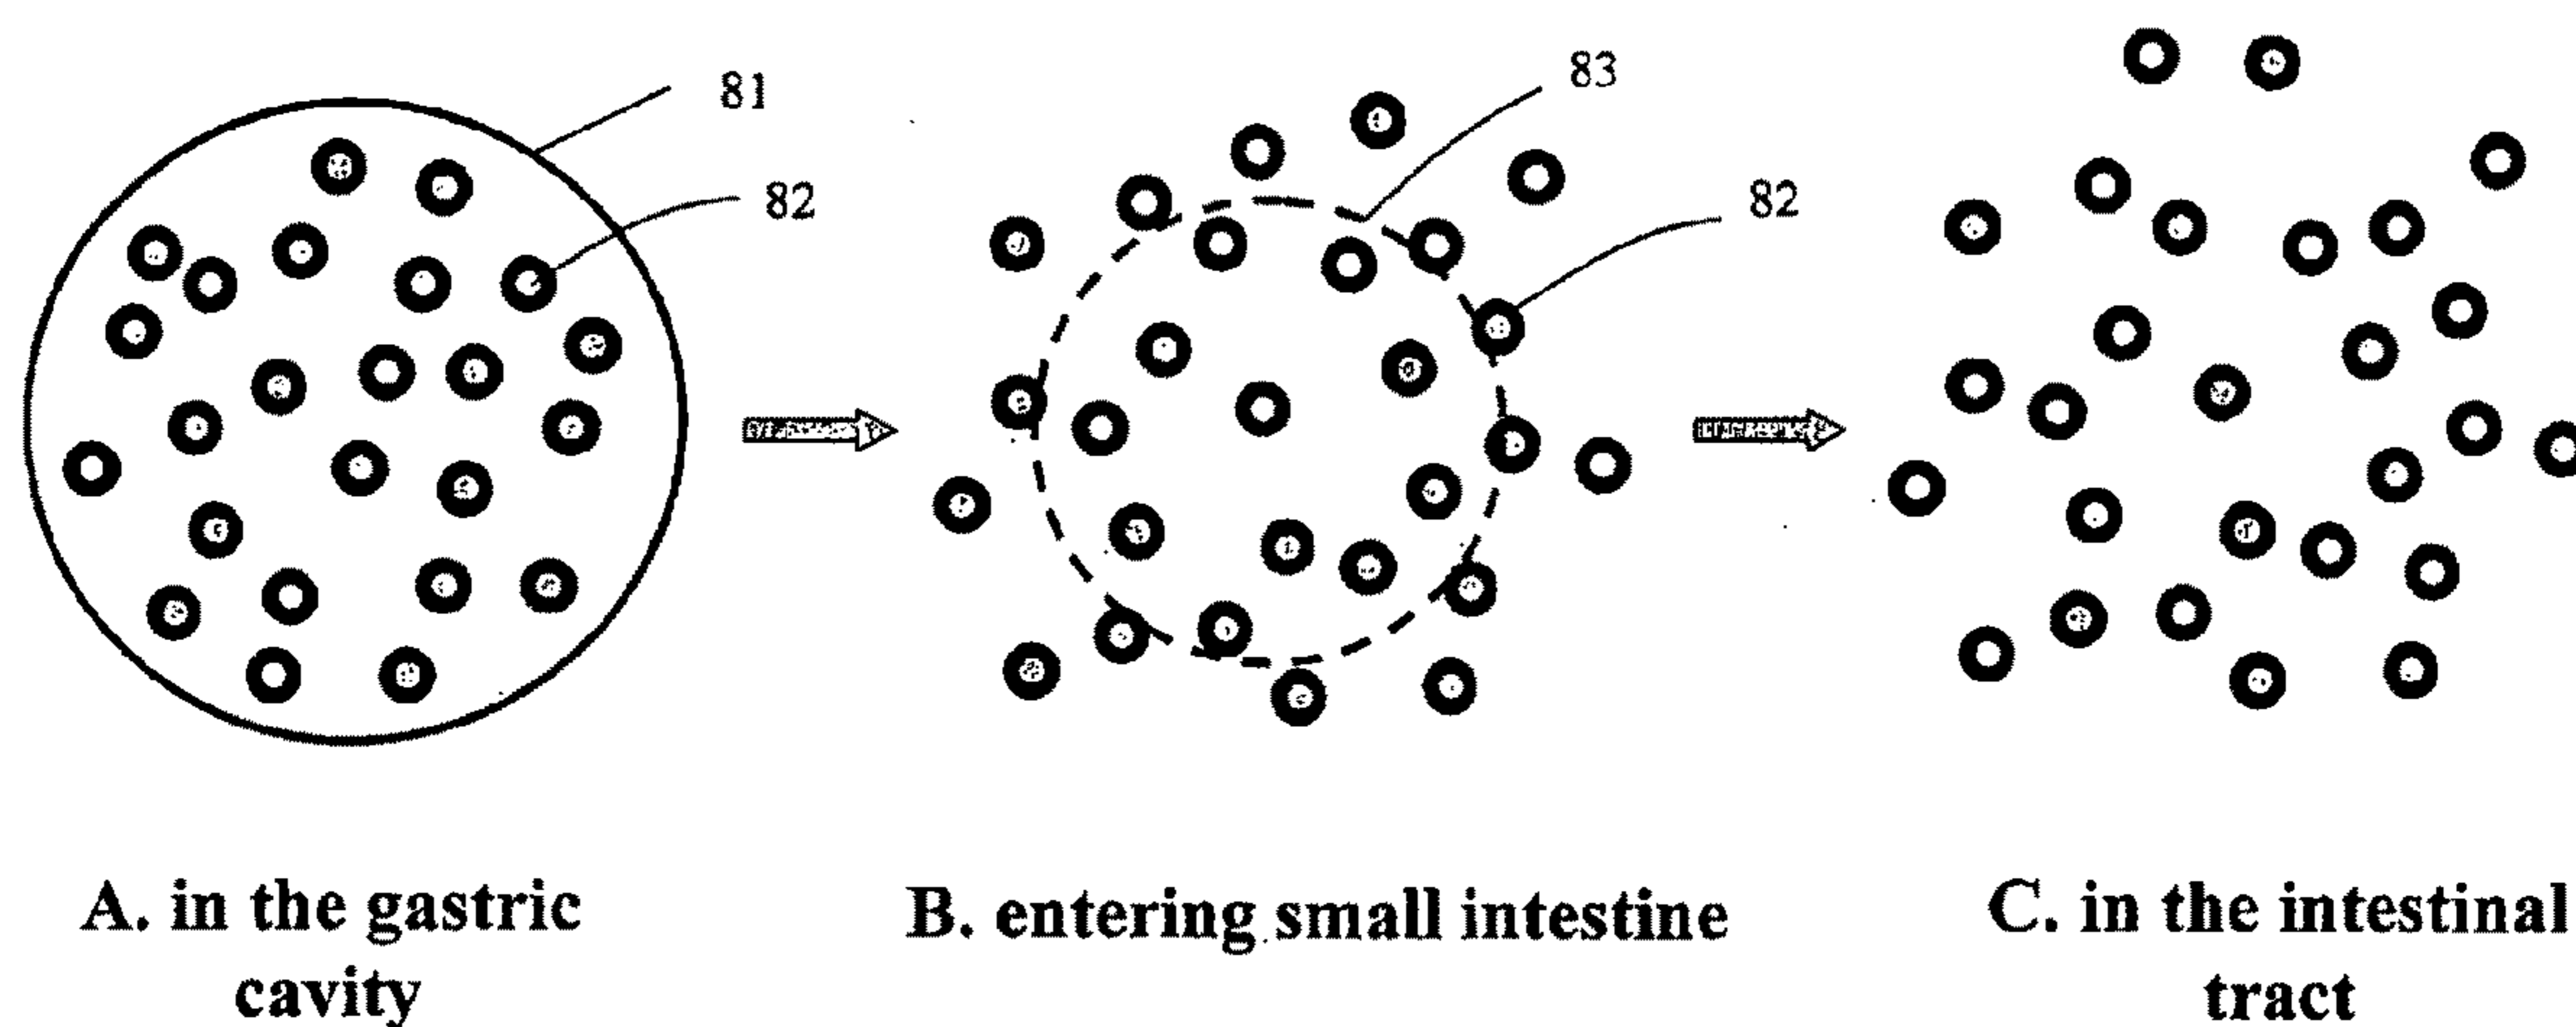 81
82
83
82
A. in the gastric
cavity
B. entering small intestine
C. in the intestinal
tract